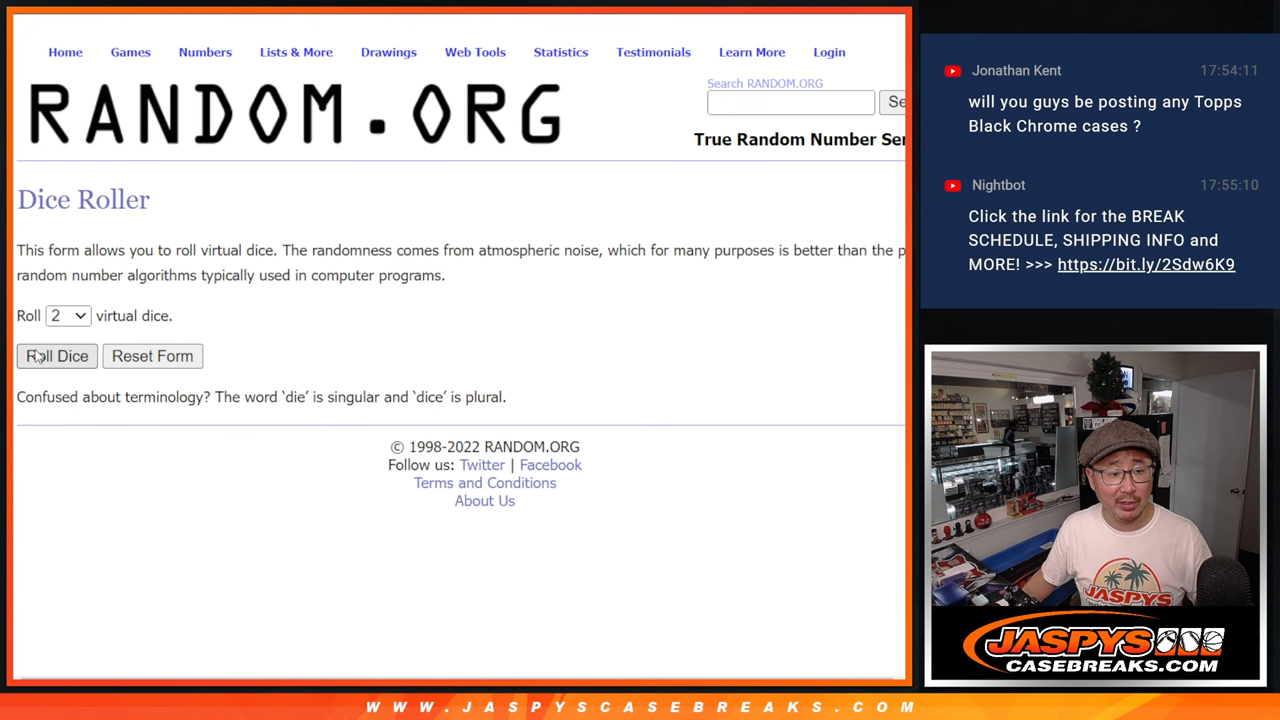 Home Games Numbers Lists & More Drawings Web Tools Statistics Testimonials Learn More Login
Search RANDOM.ORG
RANDOM.ORG
True Random Number Ser
Dice Roller
This form allows you to roll virtual dice. The randomness comes from atmospheric noise, which for many purposes is better than the p
random number algorithms typically used in computer programs.
Roll 2 virtual dice.
Roll Dice Reset Form
Confused about terminology? The word ‘die’ is singular and ‘dice’ is plural.
© 1998-2022 RANDOM.ORG
Follow us: Twitter | Facebook
Terms and Conditions
About Us
Jonathan Kent 17:54:11
will you guys be posting any Topps
Black Chrome cases ?
Nightbot 17:55:10
Click the link for the BREAK
SCHEDULE, SHIPPING INFO and
MORE! >>> https://bit.ly/2Sdw6K9
JASPYS
JASPYS
CASEBREAKS.COM
WWW.JASPYSCASEBREAKS.COM